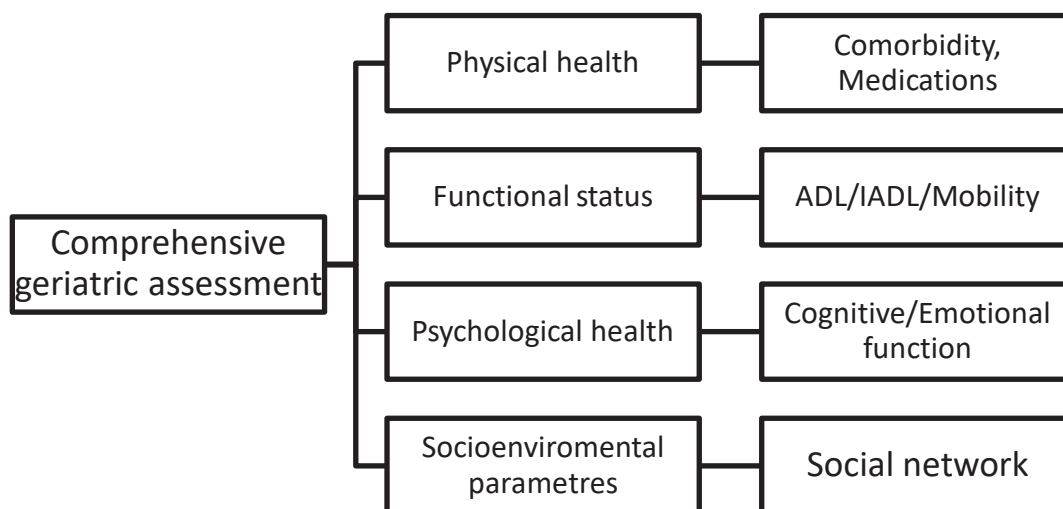 Physical health
Comorbidity,
Medications
Functional status
ADL/IADL/Mobility
Comprehensive
geriatric assessment
Psychological health
Cognitive/Emotional
function
Socioenviromental
parametres
Social network